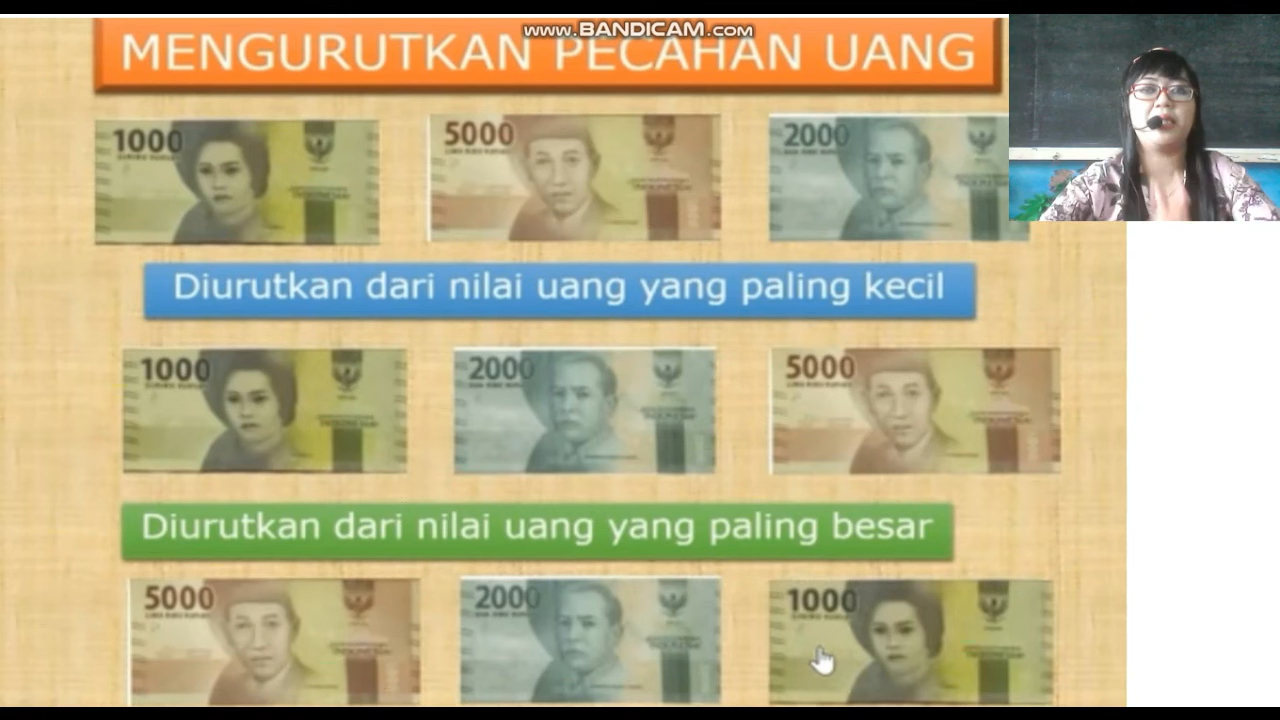 www.BANDICAM.com
MENGURUTKAN PECAHAN UANG
1000
5000
2000
Diurutkan dari nilai uang yang paling kecil
1000
2000
5000
Diurutkan dari nilai uang yang paling besar
5000
2000
1000